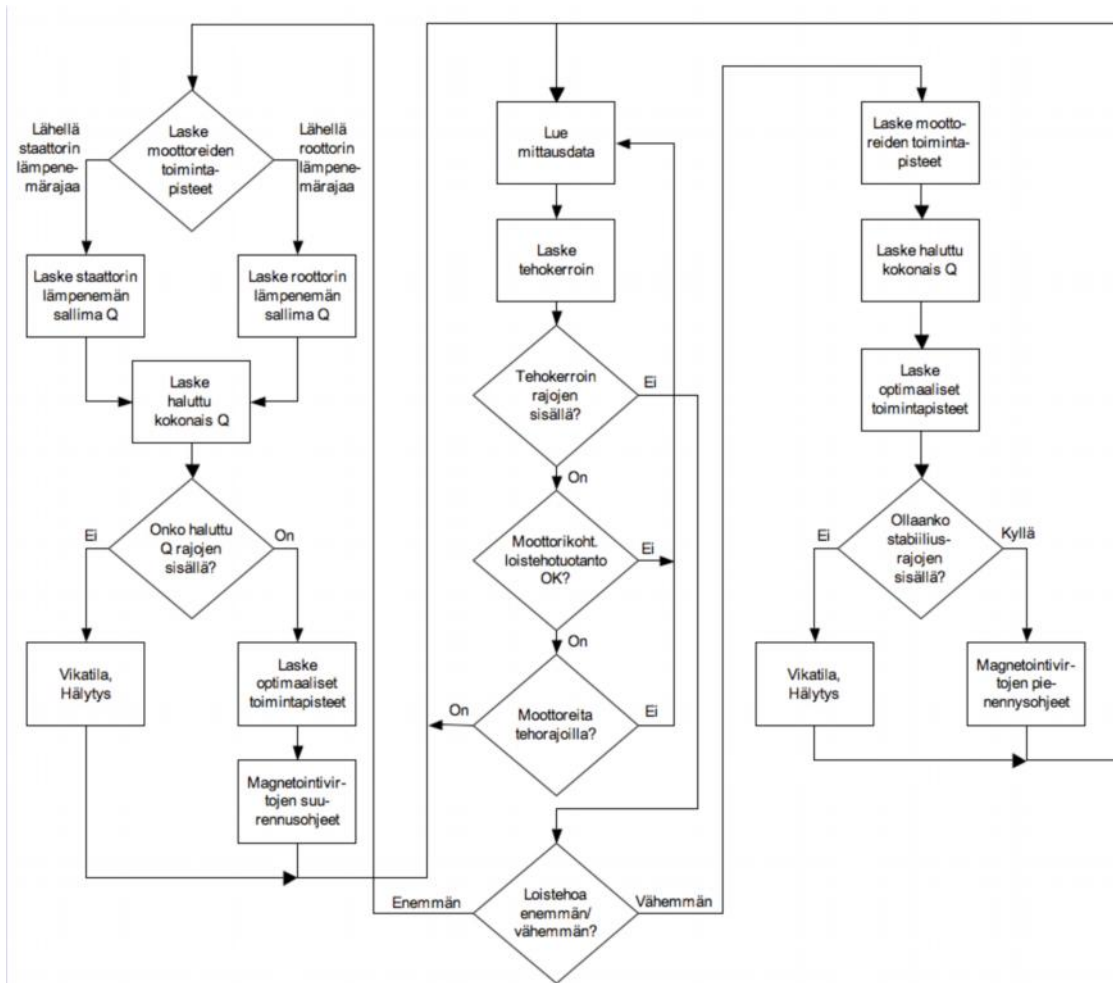 Lähellä
staattorin
lämpene-
märajaa
Laske
moottoreiden
toiminta-
pisteet
Lähellä
roottorin
lämpene-
märajaa
Laske staattorin
lämpenemän
sallima Q
Laske roottorin
lämpenemän
sallima Q
Laske
haluttu
kokonais Q
Ei
Onko haluttu
Q rajojen
sisällä?
On
Vikatila,
Hälytys
Laske
optimaaliset
toimintapisteet
Magnetointivir-
tojen suu-
rennusohjeet
Lue
mittausdata
Laske
tehokerroin
Tehokerroin
rajojen
sisällä?
Ei
On
Moottorikoht.
loistehotuotanto
OK?
Ei
On
On
Moottoreita
tehorajoilla?
Ei
Enemmän
Loistehoa
enemmän/
vähemmän?
Vähemmän
Laske mootto-
reiden toiminta-
pisteet
Laske haluttu
kokonais Q
Laske
optimaaliset
toimintapisteet
Ei
Ollaanko
stabiilius-
rajojen
sisällä?
Kyllä
Vikatila,
Hälytys
Magnetointivir-
tojen pie-
nennysohjeet